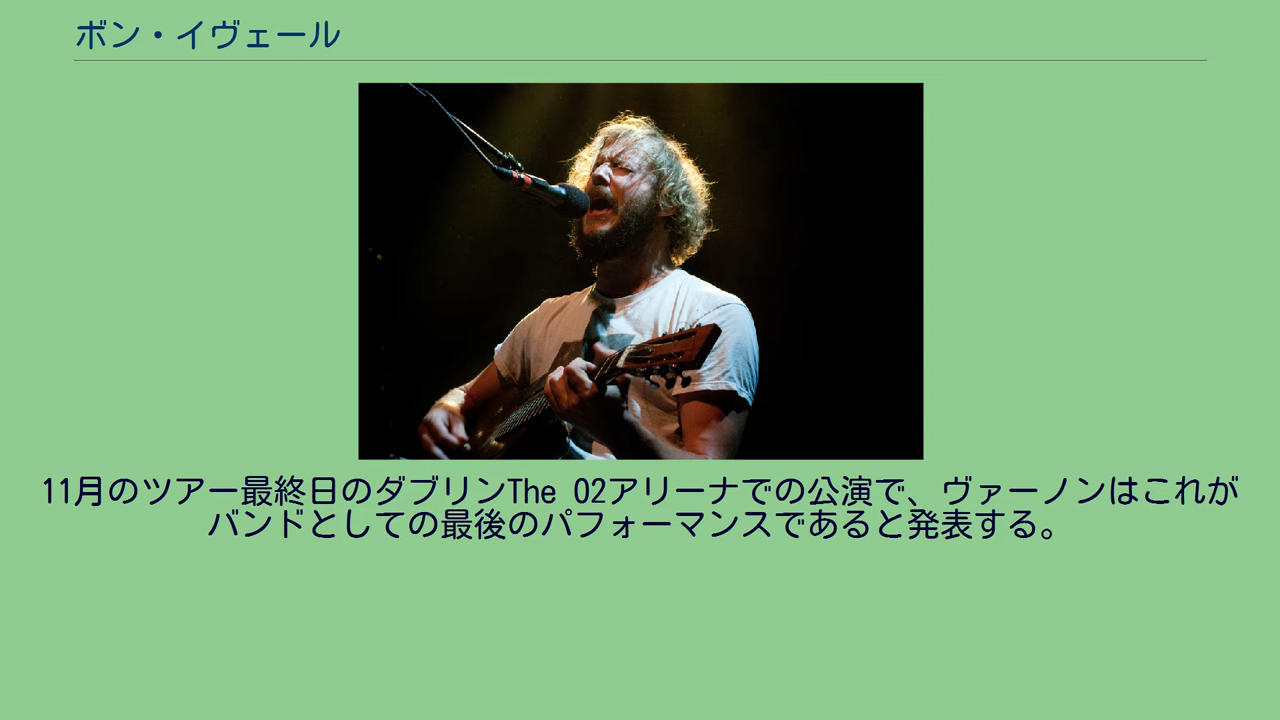 ボン・イヴェール
11月のツアー最終日のダブリンThe O2アリーナでの公演で、ヴァーノンはこれが
バンドとしての最後のパフォーマンスであると発表する。